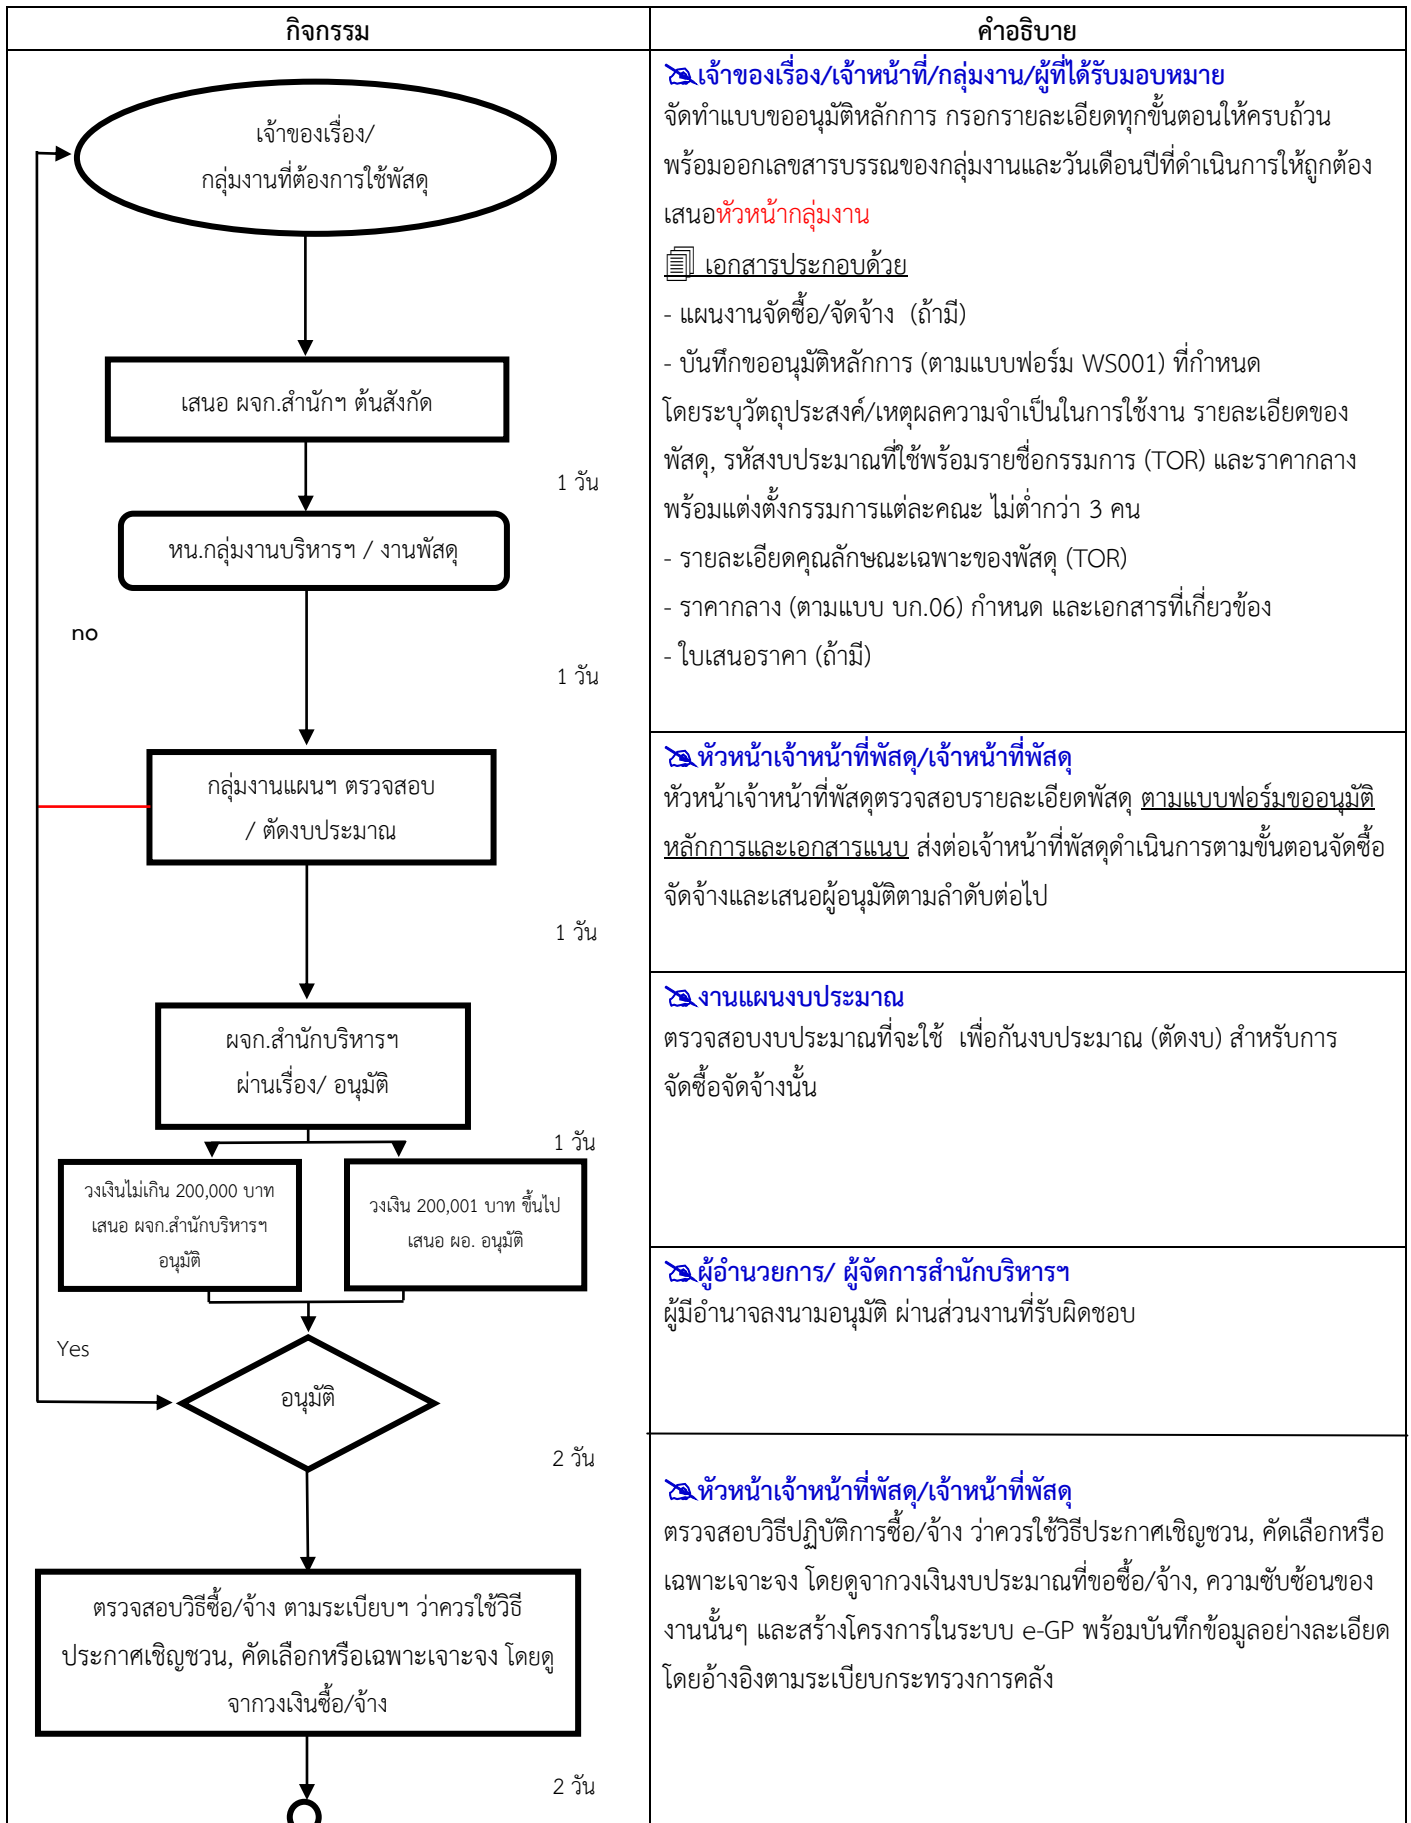 กิจกรรม
คำอธิบาย
เจ้าของเรื่อง/
กลุ่มงานที่ต้องการใช้พัสดุ
เสนอ ผจก.สำนักฯ ต้นสังกัด
1 วัน
หน.กลุ่มงานบริหารฯ / งานพัสดุ
no
1 วัน
กลุ่มงานแผนฯ ตรวจสอบ
/ ตัดงบประมาณ
1 วัน
ผจก.สำนักบริหารฯ
ผ่านเรื่อง/ อนุมัติ
1 วัน
วงเงินไม่เกิน 200,000 บาท
เสนอ ผจก.สำนักบริหารฯ
อนุมัติ
วงเงิน 200,001 บาท ขึ้นไป
เสนอ ผอ. อนุมัติ
Yes
อนุมัติ
2 วัน
ตรวจสอบวิธีซื้อ/จ้าง ตามระเบียบฯ ว่าควรใช้วิธี
ประกาศเชิญชวน, คัดเลือกหรือเฉพาะเจาะจง โดยดู
จากวงเงินซื้อ/จ้าง
2 วัน
เจ้าของเรื่อง/เจ้าหน้าที่/กลุ่มงาน/ผู้ที่ได้รับมอบหมาย
จัดทำแบบขออนุมัติหลักการ กรอกรายละเอียดทุกขั้นตอนให้ครบถ้วน
พร้อมออกเลขสารบรรณของกลุ่มงานและวันเดือนปีที่ดำเนินการให้ถูกต้อง
เสนอหัวหน้ากลุ่มงาน
เอกสารประกอบด้วย
- แผนงานจัดซื้อ/จัดจ้าง (ถ้ามี)
- บันทึกขออนุมัติหลักการ (ตามแบบฟอร์ม WS001) ที่กำหนด
โดยระบุวัตถุประสงค์/เหตุผลความจำเป็นในการใช้งาน รายละเอียดของ
พัสดุ, รหัสงบประมาณที่ใช้พร้อมรายชื่อกรรมการ (TOR) และราคากลาง
พร้อมแต่งตั้งกรรมการแต่ละคณะ ไม่ต่ำกว่า 3 คน
- รายละเอียดคุณลักษณะเฉพาะของพัสดุ (TOR)
- ราคากลาง (ตามแบบ บก.06) กำหนด และเอกสารที่เกี่ยวข้อง
- ใบเสนอราคา (ถ้ามี)
หัวหน้าเจ้าหน้าที่พัสดุ/เจ้าหน้าที่พัสดุ
หัวหน้าเจ้าหน้าที่พัสดุตรวจสอบรายละเอียดพัสดุ ตามแบบฟอร์มขออนุมัติ
หลักการและเอกสารแนบ ส่งต่อเจ้าหน้าที่พัสดุดำเนินการตามขั้นตอนจัดซื้อ
จัดจ้างและเสนอผู้อนุมัติตามลำดับต่อไป
งานแผนงบประมาณ
ตรวจสอบงบประมาณที่จะใช้ เพื่อกันงบประมาณ (ตัดงบ) สำหรับการ
จัดซื้อจัดจ้างนั้น
ผู้อำนวยการ/ ผู้จัดการสำนักบริหารฯ
ผู้มีอำนาจลงนามอนุมัติ ผ่านส่วนงานที่รับผิดชอบ
หัวหน้าเจ้าหน้าที่พัสดุ/เจ้าหน้าที่พัสดุ
ตรวจสอบวิธีปฏิบัติการซื้อ/จ้าง ว่าควรใช้วิธีประกาศเชิญชวน, คัดเลือกหรือ
เฉพาะเจาะจง โดยดูจากวงเงินงบประมาณที่ขอซื้อ/จ้าง, ความซับซ้อนของ
งานนั้นๆ และสร้างโครงการในระบบ e-GP พร้อมบันทึกข้อมูลอย่างละเอียด
โดยอ้างอิงตามระเบียบกระทรวงการคลัง